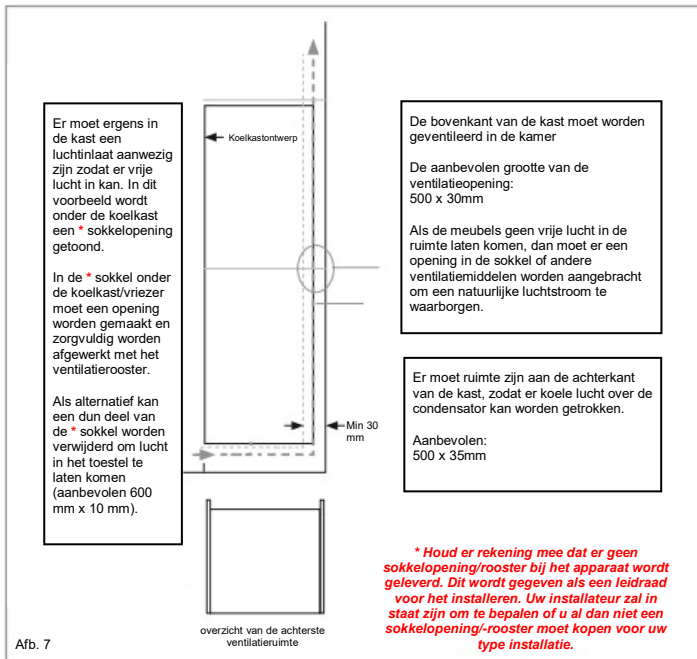 Er moet ergens in
de kast een
luchtinlaat aanwezig
zijn zodat er vrije
lucht in kan. In dit
voorbeeld wordt
onder de koelkast
een * sokkelopening
getoond.
In de * sokkel onder
de koelkast/vriezer
moet een opening
worden gemaakt en
zorgvuldig worden
afgewerkt met het
ventilatierooster.
Als alternatief kan
een dun deel van
de * sokkel worden
verwijderd om lucht
in het toestel te
laten komen
(aanbevolen 600
mm x 10 mm).
Koelkastontwerp
Min 30
mm
De bovenkant van de kast moet worden
geventileerd in de kamer
De aanbevolen grootte van de
ventilatieopening:
500 x 30mm
Als de meubels geen vrije lucht in de
ruimte laten komen, dan moet er een
opening in de sokkel of andere
ventilatiemiddelen worden aangebracht
om een natuurlijke luchtstroom te
waarborgen.
Er moet ruimte zijn aan de achterkant
van de kast, zodat er koele lucht over de
condensator kan worden getrokken.
Aanbevolen:
500 x 35mm
* Houd er rekening mee dat er geen
sokkelopening/rooster bij het apparaat wordt
geleverd. Dit wordt gegeven als een leidraad
voor het installeren. Uw installateur zal in
staat zijn om te bepalen of u al dan niet een
sokkelopening/-rooster moet kopen voor uw
type installatie.
overzicht van de achterste
ventilatieruimte
Afb. 7